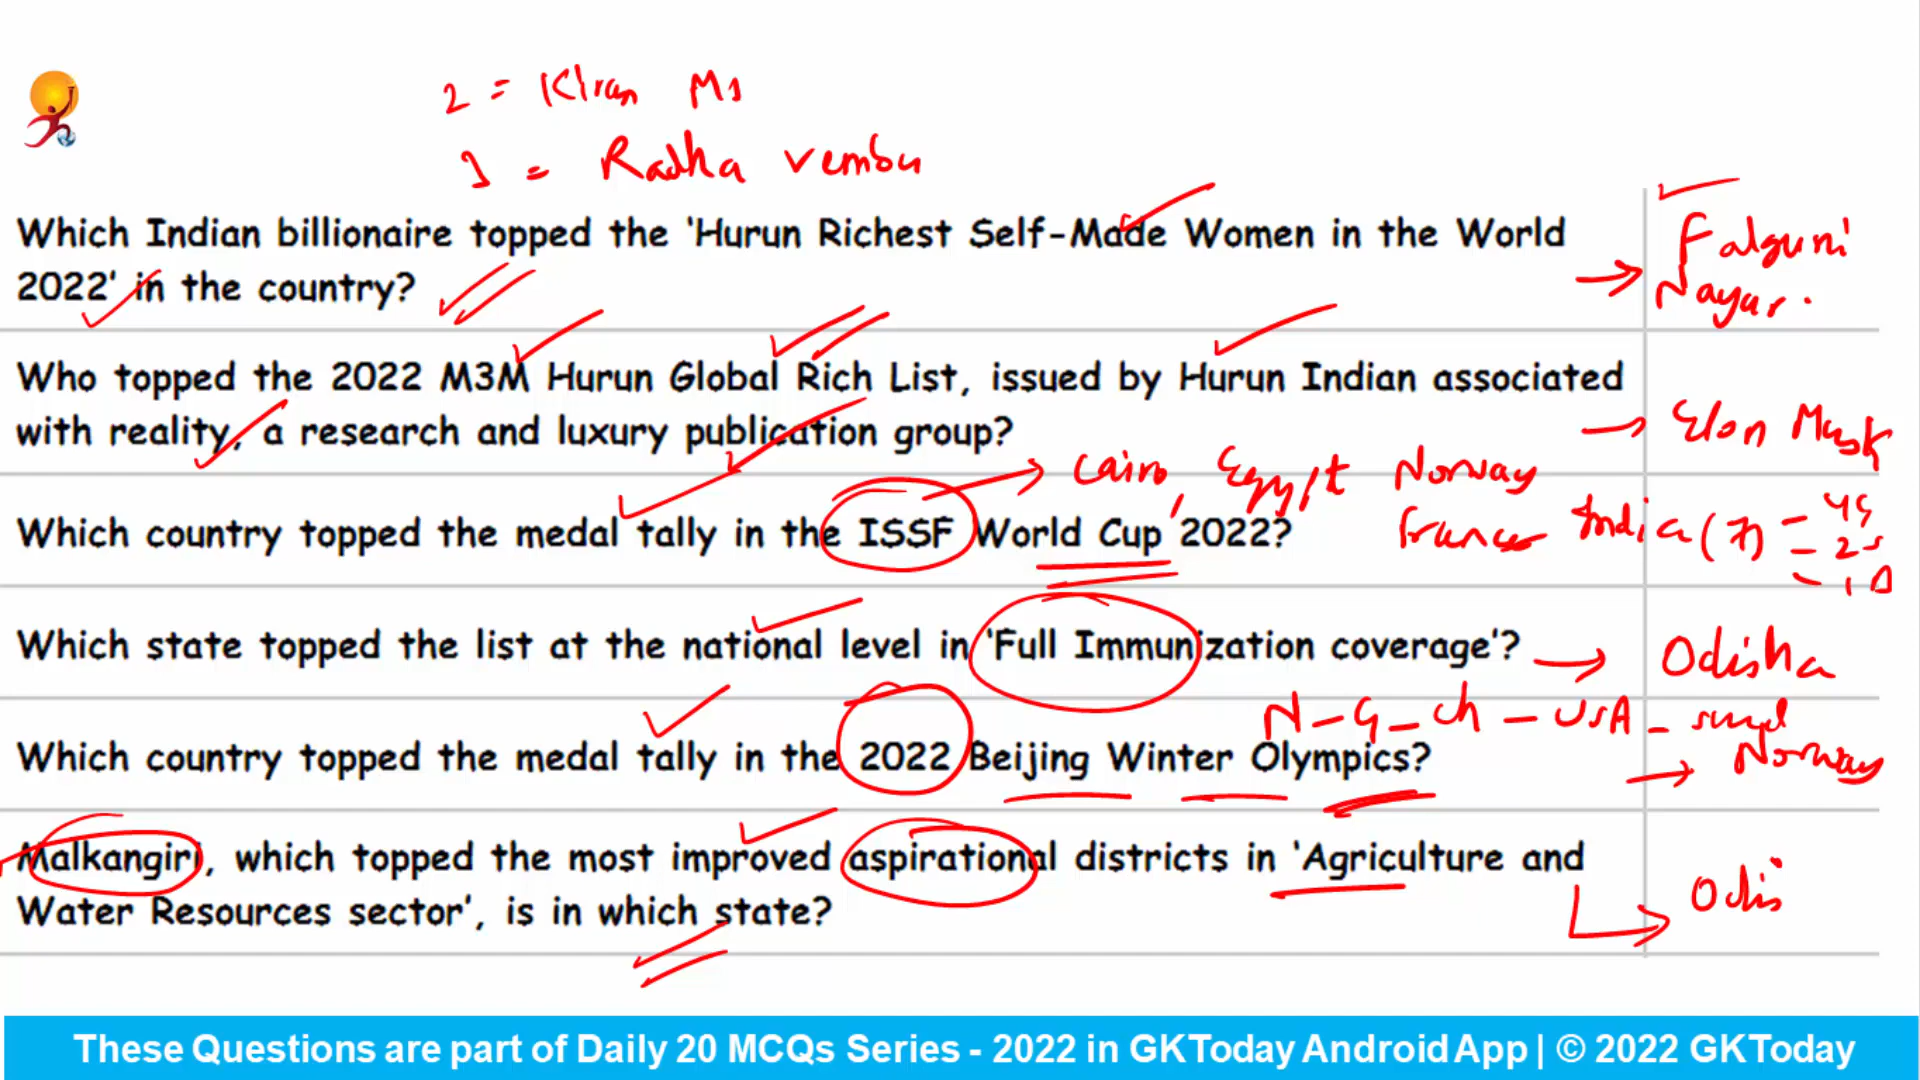 2 = Kiran Ms
3 = Radha vembu
Which Indian billionaire topped the ‘Hurun Richest Self-Made Women in the World
2022’ in the country?
Falguni
Nayar.
Who topped the 2022 M3M Hurun Global Rich List, issued by Hurun Indian associated
with reality, a research and luxury publication group?
Elon Musk
Cairo, Egypt Norway
Which country topped the medal tally in the ISSF World Cup 2022?
France India (7) - 4G
- 2 S
- 1 B
Which state topped the list at the national level in ‘Full Immunization coverage’?
Odisha
N - G - Ch - USA -
Which country topped the medal tally in the 2022 Beijing Winter Olympics?
Norway
Malkangiri, which topped the most improved aspirational districts in ‘Agriculture and
Water Resources sector’, is in which state?
Odis
These Questions are part of Daily 20 MCQs Series - 2022 in GKToday Android App | © 2022 GKToday